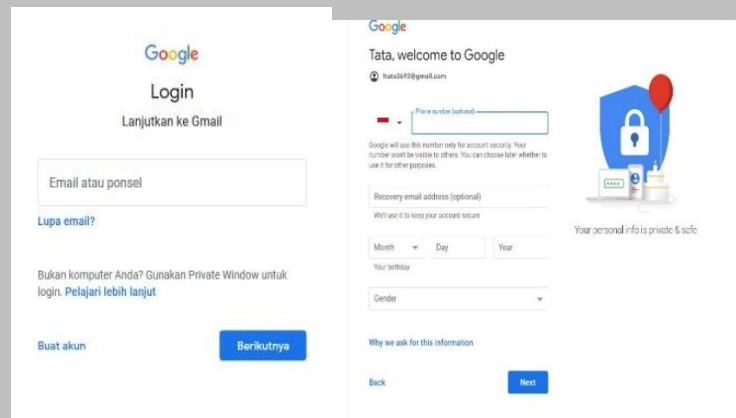 Google
Login
Lanjutkan ke Gmail
Email atau ponsel
Lupa email?
Bukan komputer Anda? Gunakan Private Window untuk
login. Pelajari lebih lanjut
Buat akun
Berikutnya
Google
Tata, welcome to Google
Phone number (optional)
Google will use this number only for account security. Your
number won't be visible to others. You can choose later whether to
use it for other purposes.
Recovery email address (optional)
We'll use it to keep your account secure
Month Day Year
Your birthday
Gender
Why we ask for this information
Back
Next
Your personal info is private & safe